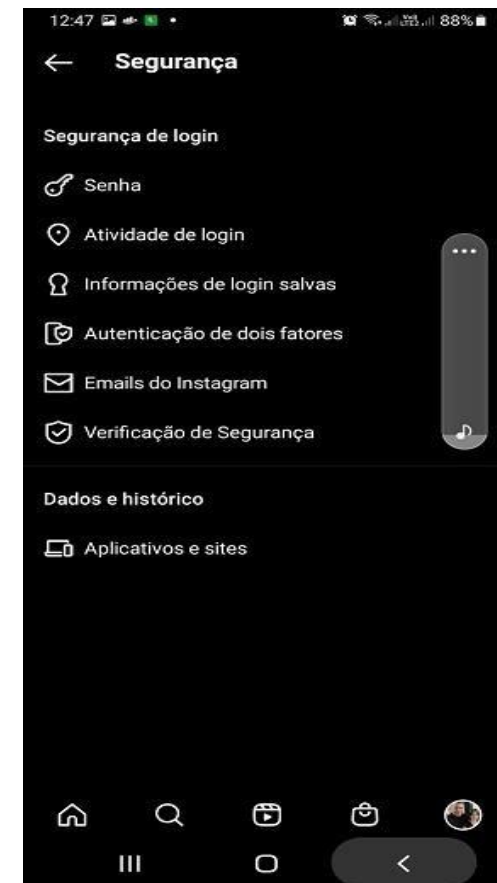 12:47
88%
Segurança
Segurança de login
Senha
Atividade de login
Informações de login salvas
Autenticação de dois fatores
Emails do Instagram
Verificação de Segurança
Dados e histórico
Aplicativos e sites